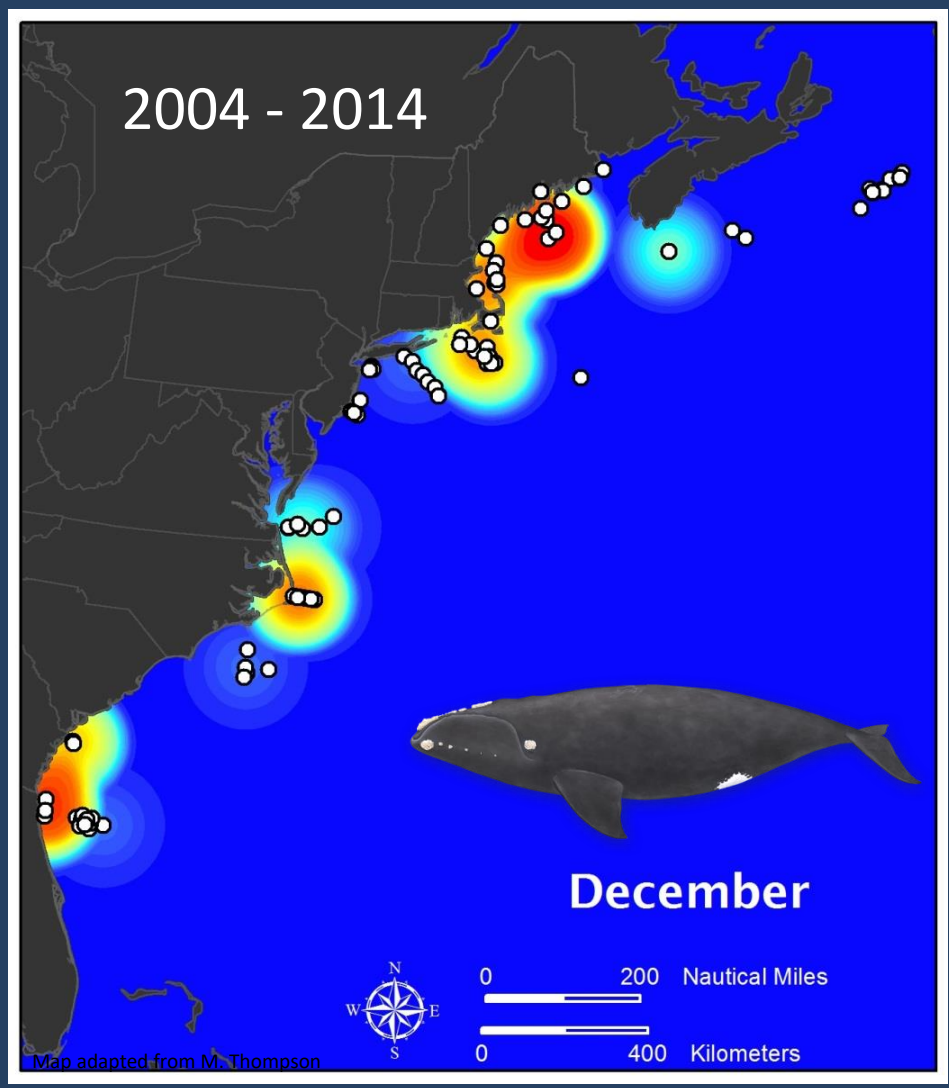 2004 - 2014
December
N
W E
S
0 200 Nautical Miles
0 400 Kilometers
Map adapted from M. Thompson